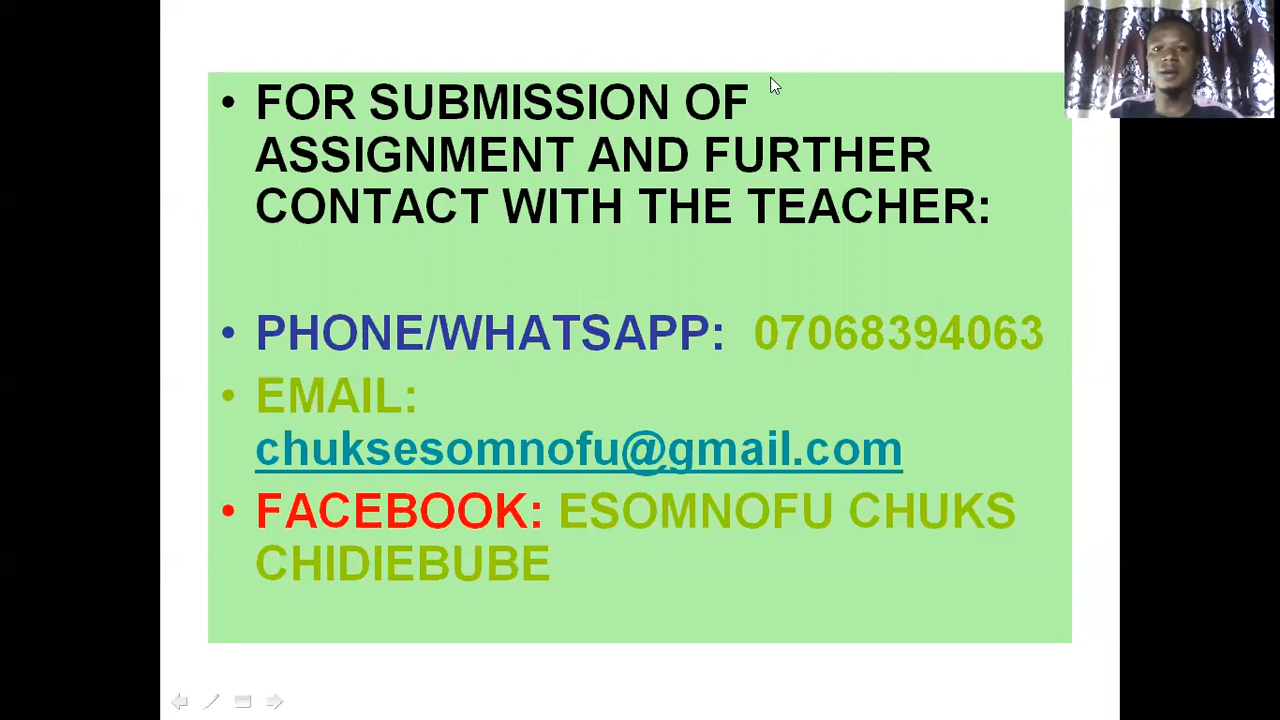 • FOR SUBMISSION OF
ASSIGNMENT AND FURTHER
CONTACT WITH THE TEACHER:
• PHONE/WHATSAPP: 07068394063
• EMAIL:
chuksesomnofu@gmail.com
• FACEBOOK: ESOMNOFU CHUKS
CHIDIEBUBE